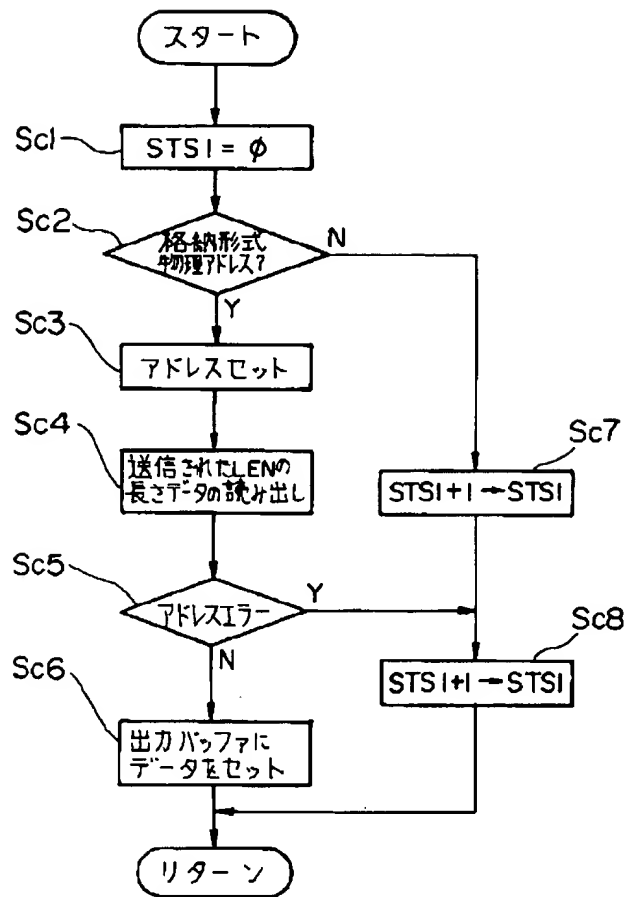 スタート
Sc1
STS1 = φ
Sc2
格納形式
物理アドレス?
N
Y
Sc3
アドレスセット
Sc4
送信されたLENの
長さデータの読み出し
Sc7
STS1+1→STS1
Sc5
アドレスエラー
Y
N
Sc8
STS1+1→STS1
Sc6
出力バッファに
データをセット
リターン